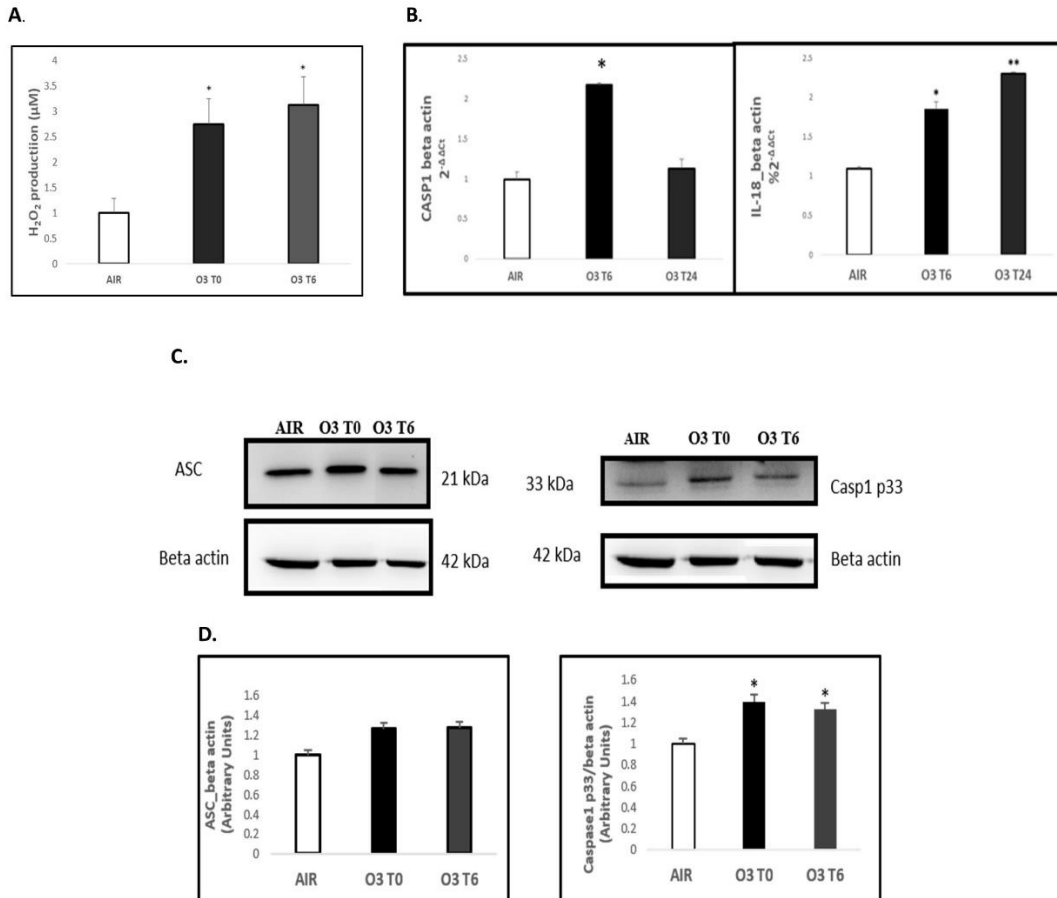 A.
B.
H₂O₂ productiion (µM)
4
3.5
3
2.5
2
1.5
1
0.5
0
*
*
AIR
O3 T0
O3 T6
CASP1 beta actin
2^-ΔΔCt
2.5
2
1.5
1
0.5
0
*
AIR
O3 T6
O3 T24
IL-18_beta actin
%2^-ΔΔCt
2.5
2
1.5
1
0.5
0
*
**
AIR
O3 T6
O3 T24
C.
AIR O3 T0 O3 T6
ASC
21 kDa
Beta actin
42 kDa
AIR O3 T0 O3 T6
33 kDa
Casp1 p33
42 kDa
Beta actin
D.
ASC_beta actin
(Arbitrary Units)
1.6
1.4
1.2
1
0.8
0.6
0.4
0.2
0
AIR
O3 T0
O3 T6
Caspase1 p33/beta actin
(Arbitrary Units)
1.6
1.4
1.2
1
0.8
0.6
0.4
0.2
0
*
*
AIR
O3 T0
O3 T6